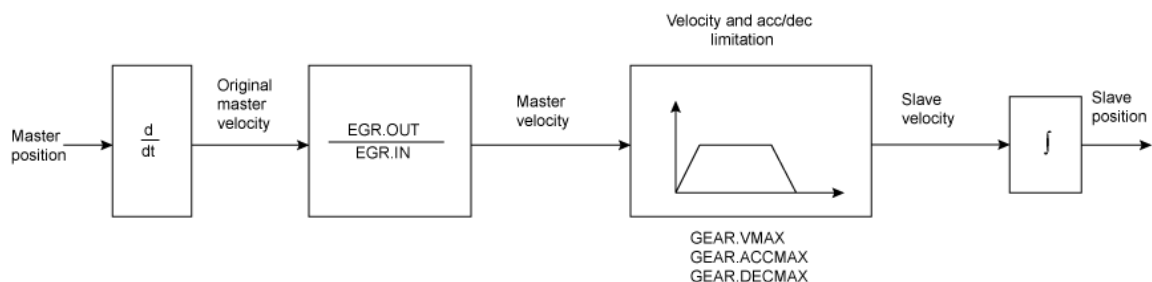 Velocity and acc/dec
limitation
Original
master
velocity
Master
position
d
dt
EGR.OUT
EGR.IN
Master
velocity
Slave
velocity
∫
Slave
position
GEAR.VMAX
GEAR.ACCMAX
GEAR.DECMAX